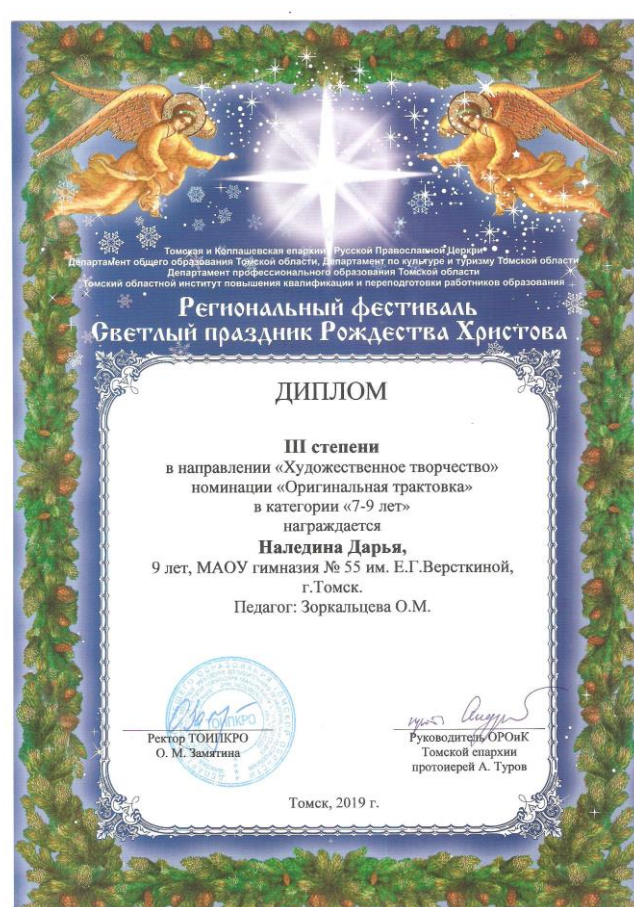 Томская и Колпашевская епархия Русской Православной Церкви
Департамент общего образования Томской области, Департамент по культуре и туризму Томской области
Департамент профессионального образования Томской области
Томский областной институт повышения квалификации и переподготовки работников образования
Региональный фестиваль
Светлый праздник Рождества Христова
ДИПЛОМ
III степени
в направлении «Художественное творчество»
номинации «Оригинальная трактовка»
в категории «7-9 лет»
награждается
Наледина Дарья,
9 лет, МАОУ гимназия № 55 им. Е.Г.Версткиной,
г.Томск.
Педагог: Зоркальцева О.М.
ТОИПКРО
Ректор ТОИПКРО
О. М. Замятина
Руководитель ОРОиК
Томской епархии
протоиерей А. Туров
Томск, 2019 г.